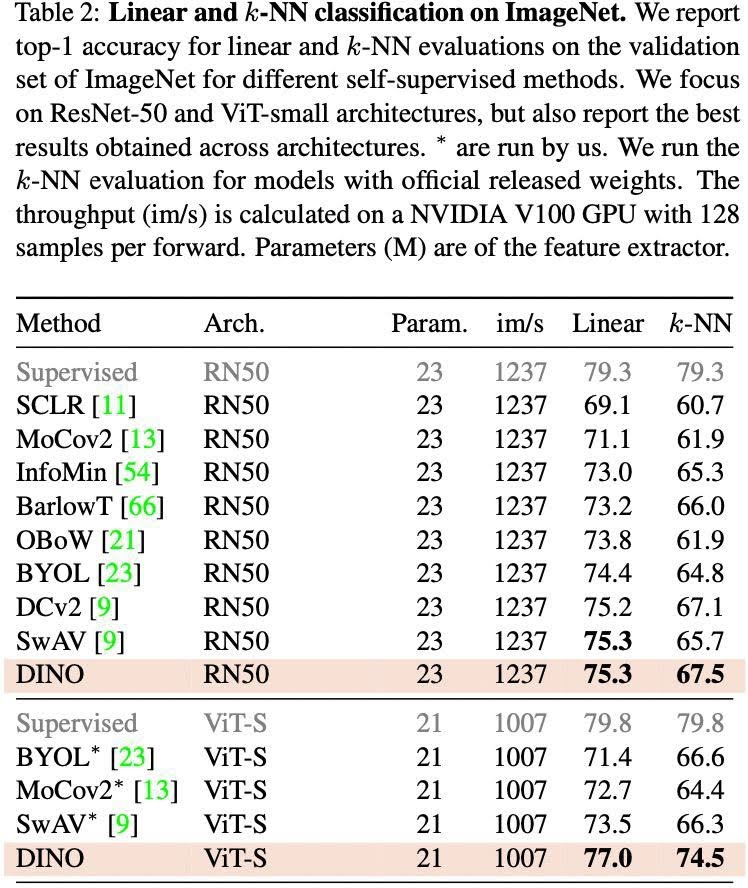 Table 2: Linear and k-NN classification on ImageNet. We report
top-1 accuracy for linear and k-NN evaluations on the validation
set of ImageNet for different self-supervised methods. We focus
on ResNet-50 and ViT-small architectures, but also report the best
results obtained across architectures. * are run by us. We run the
k-NN evaluation for models with official released weights. The
throughput (im/s) is calculated on a NVIDIA V100 GPU with 128
samples per forward. Parameters (M) are of the feature extractor.
Method Arch. Param. im/s Linear k-NN
Supervised RN50 23 1237 79.3 79.3
SCLR [11] RN50 23 1237 69.1 60.7
MoCov2 [13] RN50 23 1237 71.1 61.9
InfoMin [54] RN50 23 1237 73.0 65.3
BarlowT [66] RN50 23 1237 73.2 66.0
OBoW [21] RN50 23 1237 73.8 61.9
BYOL [23] RN50 23 1237 74.4 64.8
DCv2 [9] RN50 23 1237 75.2 67.1
SwAV [9] RN50 23 1237 75.3 65.7
DINO RN50 23 1237 75.3 67.5
Supervised ViT-S 21 1007 79.8 79.8
BYOL* [23] ViT-S 21 1007 71.4 66.6
MoCov2* [13] ViT-S 21 1007 72.7 64.4
SwAV* [9] ViT-S 21 1007 73.5 66.3
DINO ViT-S 21 1007 77.0 74.5